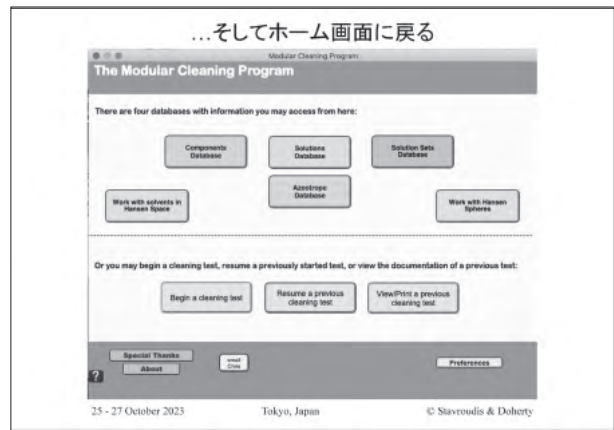 …そしてホーム画面に戻る
Modular Cleaning Program
The Modular Cleaning Program
There are four databases with information you may access from here:
Components Database
Solutions Database
Solution Sets Database
Azeotrope Database
Work with solvents in Hansen Space
Work with Hansen Spheres
Or you may begin a cleaning test, resume a previously started test, or view the documentation of a previous test:
Begin a cleaning test
Resume a previous cleaning test
View/Print a previous cleaning test
Special Thanks
About
email Chris
Preferences
?
25 - 27 October 2023
Tokyo, Japan
© Stavroudis & Doherty